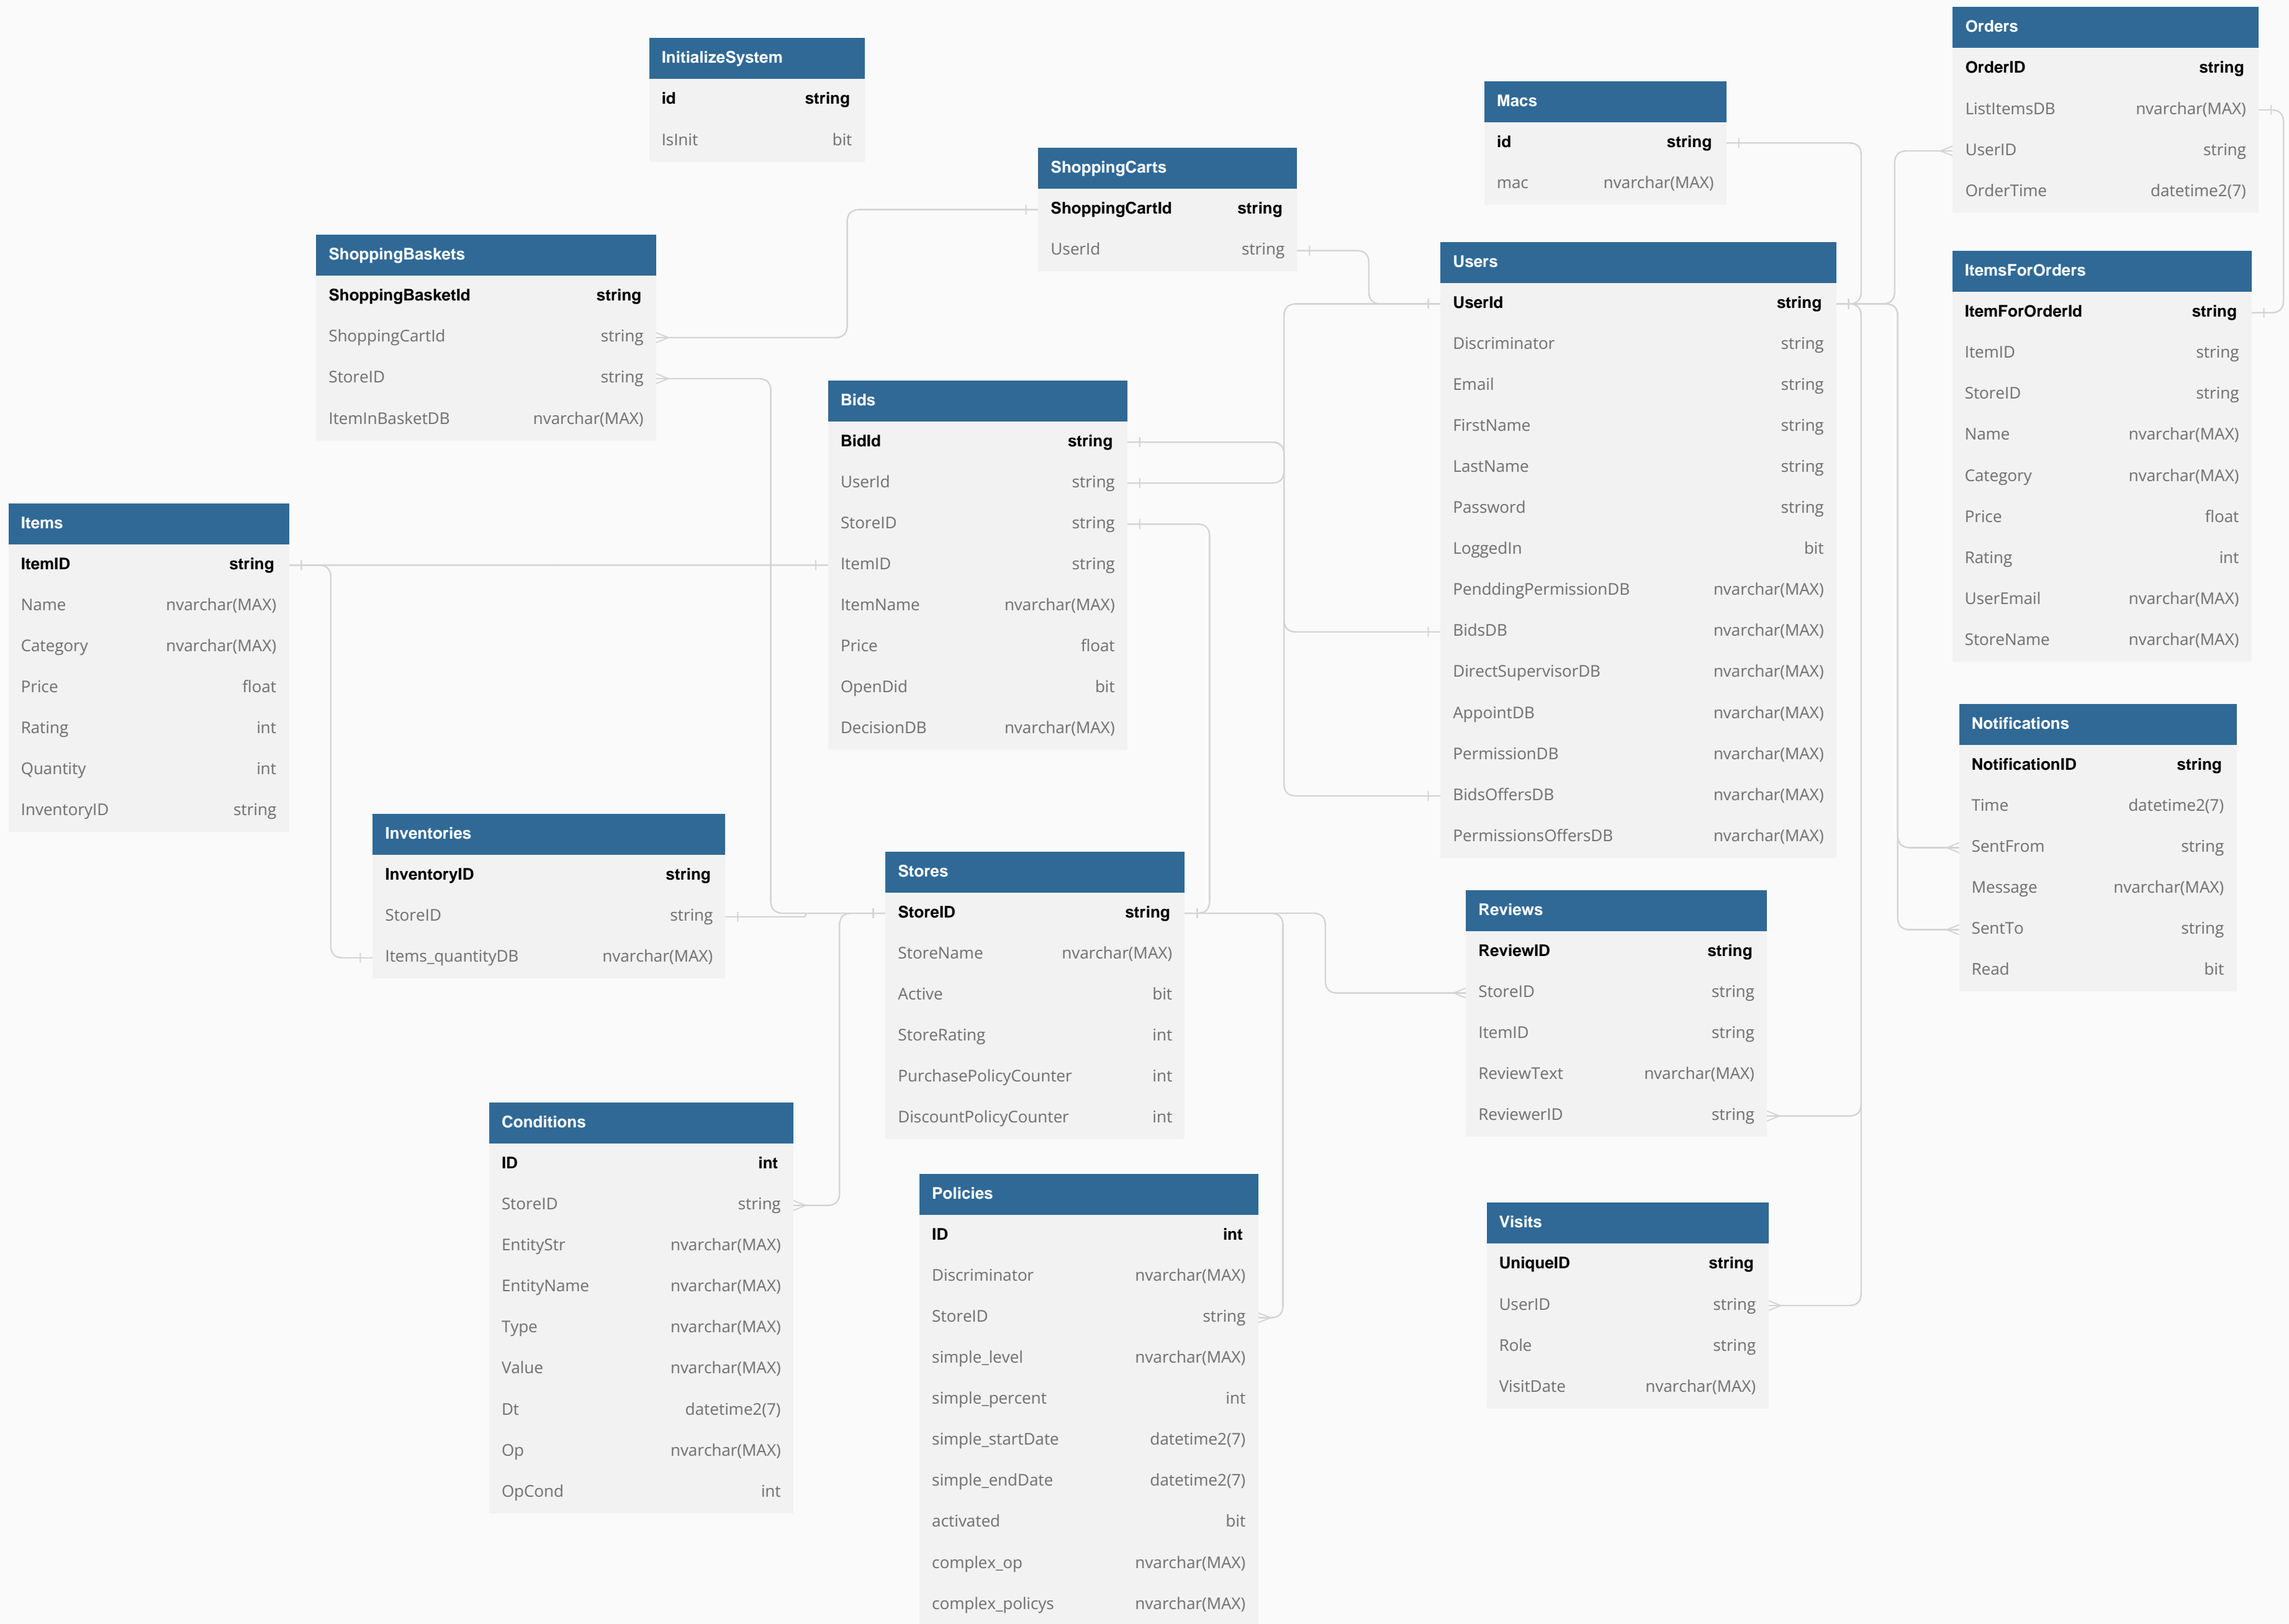 InitializeSystem
id string
IsInit bit
ShoppingCarts
ShoppingCartId string
UserId string
Macs
id string
mac nvarchar(MAX)
Orders
OrderID string
ListItemsDB nvarchar(MAX)
UserID string
OrderTime datetime2(7)
ShoppingBaskets
ShoppingBasketId string
ShoppingCartId string
StoreID string
ItemInBasketDB nvarchar(MAX)
Users
UserId string
Discriminator string
Email string
FirstName string
LastName string
Password string
LoggedIn bit
PenddingPermissionDB nvarchar(MAX)
BidsDB nvarchar(MAX)
DirectSupervisorDB nvarchar(MAX)
AppointDB nvarchar(MAX)
PermissionDB nvarchar(MAX)
BidsOffersDB nvarchar(MAX)
PermissionsOffersDB nvarchar(MAX)
ItemsForOrders
ItemForOrderId string
ItemID string
StoreID string
Name nvarchar(MAX)
Category nvarchar(MAX)
Price float
Rating int
UserEmail nvarchar(MAX)
StoreName nvarchar(MAX)
Bids
BidId string
UserId string
StoreID string
ItemID string
ItemName nvarchar(MAX)
Price float
OpenDid bit
DecisionDB nvarchar(MAX)
Items
ItemID string
Name nvarchar(MAX)
Category nvarchar(MAX)
Price float
Rating int
Quantity int
InventoryID string
Notifications
NotificationID string
Time datetime2(7)
SentFrom string
Message nvarchar(MAX)
SentTo string
Read bit
Inventories
InventoryID string
StoreID string
Items_quantityDB nvarchar(MAX)
Stores
StoreID string
StoreName nvarchar(MAX)
Active bit
StoreRating int
PurchasePolicyCounter int
DiscountPolicyCounter int
Reviews
ReviewID string
StoreID string
ItemID string
ReviewText nvarchar(MAX)
ReviewerID string
Conditions
ID int
StoreID string
EntityStr nvarchar(MAX)
EntityName nvarchar(MAX)
Type nvarchar(MAX)
Value nvarchar(MAX)
Dt datetime2(7)
Op nvarchar(MAX)
OpCond int
Policies
ID int
Discriminator nvarchar(MAX)
StoreID string
simple_level nvarchar(MAX)
simple_percent int
simple_startDate datetime2(7)
simple_endDate datetime2(7)
activated bit
complex_op nvarchar(MAX)
complex_policys nvarchar(MAX)
Visits
UniqueID string
UserID string
Role string
VisitDate nvarchar(MAX)